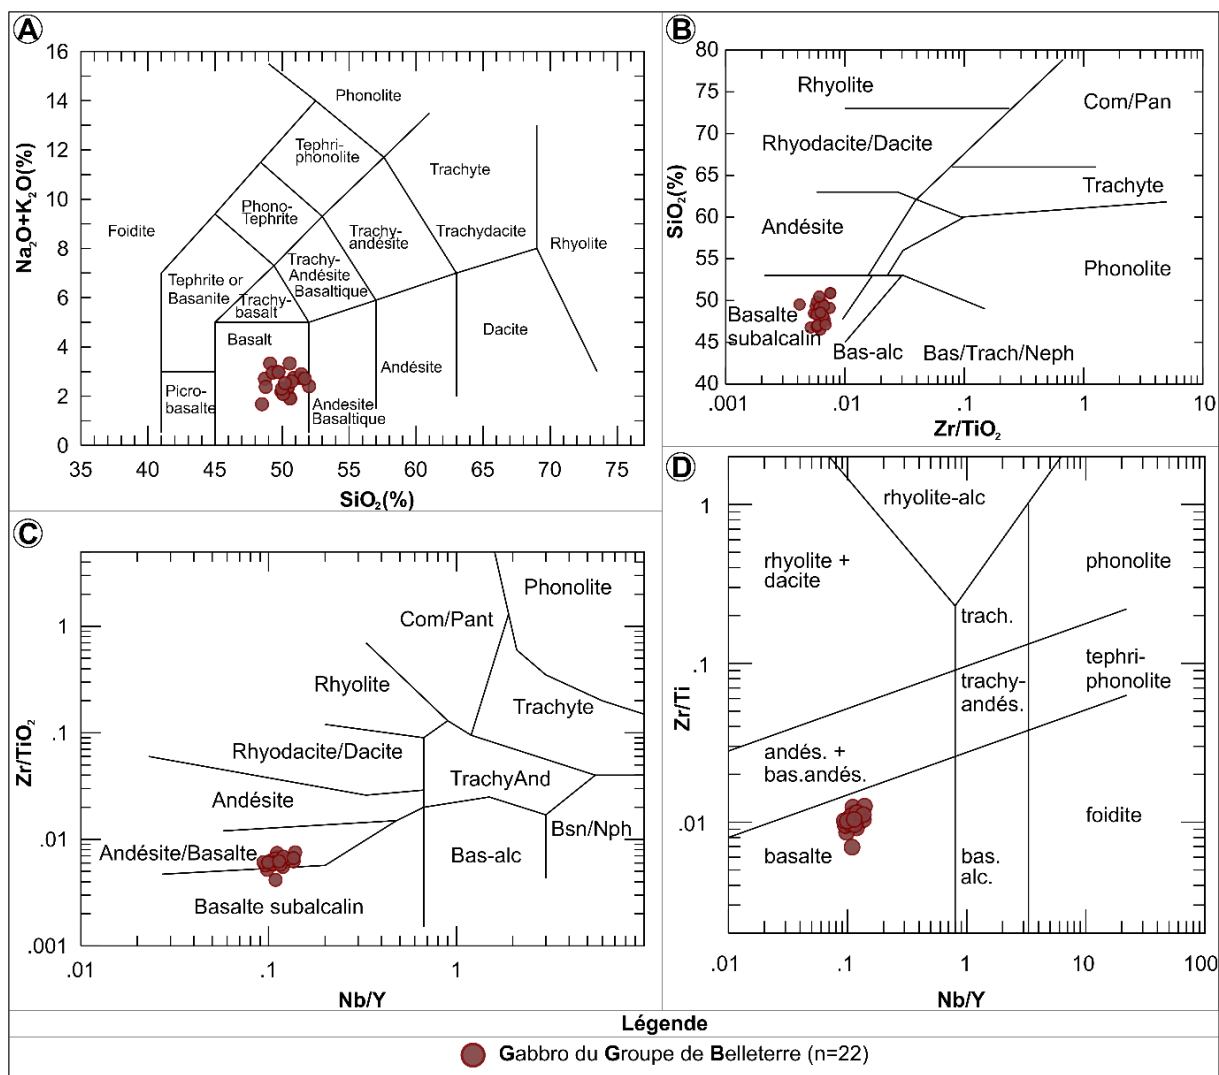 A
Na2O+K2O(%)
16
14
12
10
8
6
4
2
0
Phonolite
Tephri-
phonolite
Trachyte
Phono-
Tephrite
Foidite
Trachy-
andésite
Trachydacite
Rhyolite
Tephrite or
Basanite
Trachy-
Andésite
Basaltique
Trachy-
basalt
Basalt
Dacite
Andésite
Picro-
basalte
Andesite
Basaltique
35
41
45
50
55
60
65
70
75
SiO2(%)
B
SiO2(%)
80
75
70
65
60
55
50
45
40
Rhyolite
Com/Pan
Rhyodacite/Dacite
Trachyte
Andésite
Phonolite
Basalte
subalcalin
Bas-alc
Bas/Trach/Neph
.001
.01
.1
1
10
Zr/TiO2
C
Zr/TiO2
1
.1
.01
.001
Phonolite
Com/Pant
Rhyolite
Trachyte
Rhyodacite/Dacite
TrachyAnd
Andésite
Bsn/Nph
Andésite/Basalte
Bas-alc
Basalte subalcalin
.01
.1
1
Nb/Y
D
Zr/Ti
1
.1
.01
rhyolite-alc
rhyolite +
dacite
phonolite
trach.
tephri-
phonolite
trachy-
andés.
andés. +
bas.andés.
foidite
basalte
bas.
alc.
.01
.1
1
10
100
Nb/Y
Légende
Gabbro du Groupe de Belleterre (n=22)